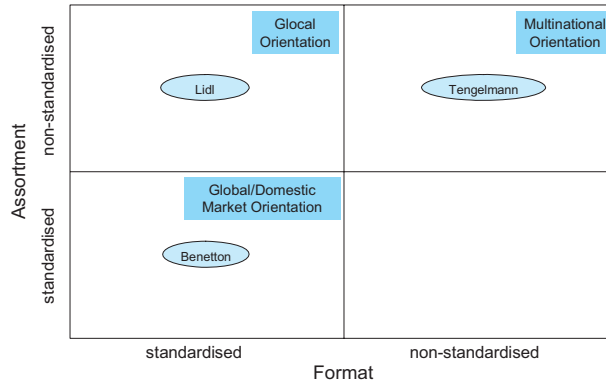 Glocal
Orientation
Multinational
Orientation
Lidl
Tengelmann
Global/Domestic
Market Orientation
Benetton
Assortment
non-standardised
standardised
standardised
non-standardised
Format